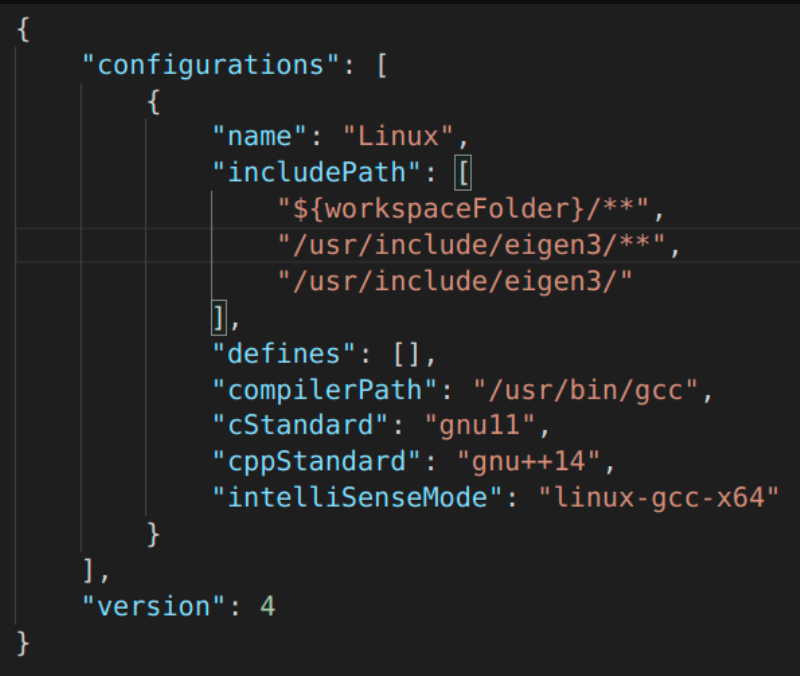 {
    "configurations": [
        {
            "name": "Linux",
            "includePath": [
                "${workspaceFolder}/**",
                "/usr/include/eigen3/**",
                "/usr/include/eigen3/"
            ],
            "defines": [],
            "compilerPath": "/usr/bin/gcc",
            "cStandard": "gnu11",
            "cppStandard": "gnu++14",
            "intelliSenseMode": "linux-gcc-x64"
        }
    ],
    "version": 4
}